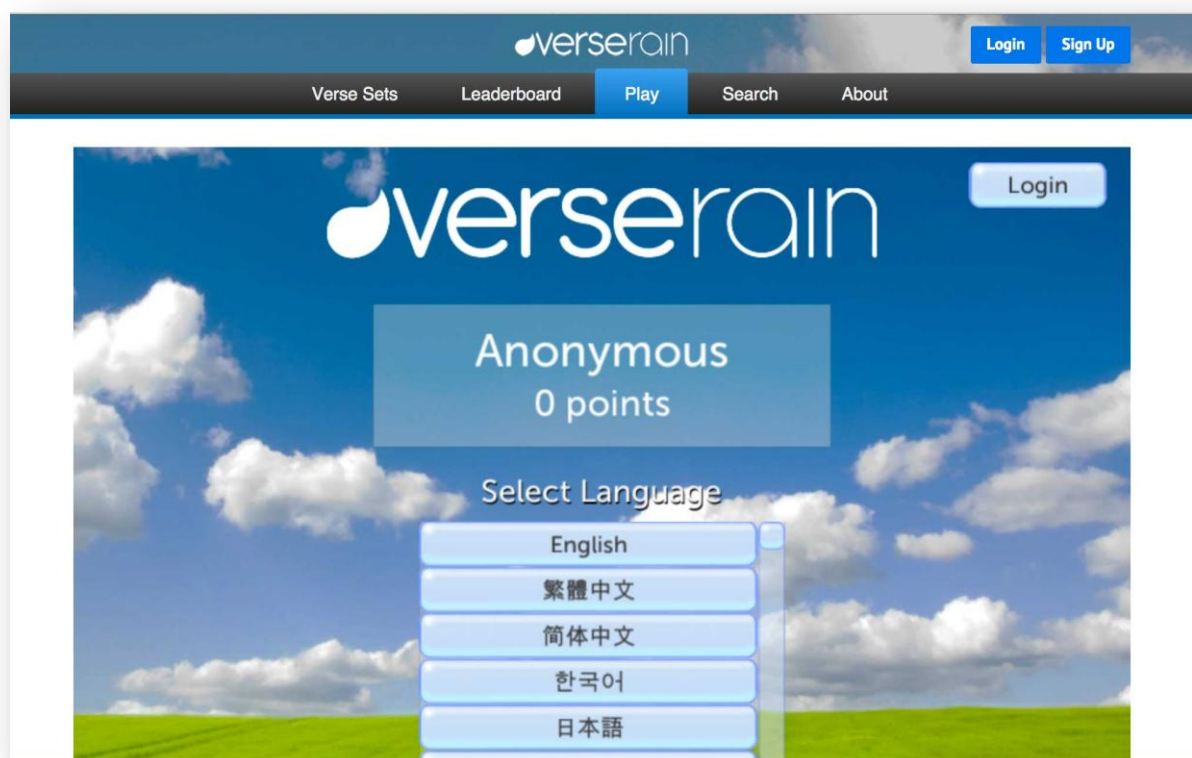 verserain
Login Sign Up
Verse Sets Leaderboard Play Search About
verserain
Login
Anonymous
0 points
Select Language
English
繁體中文
简体中文
한국어
日本語